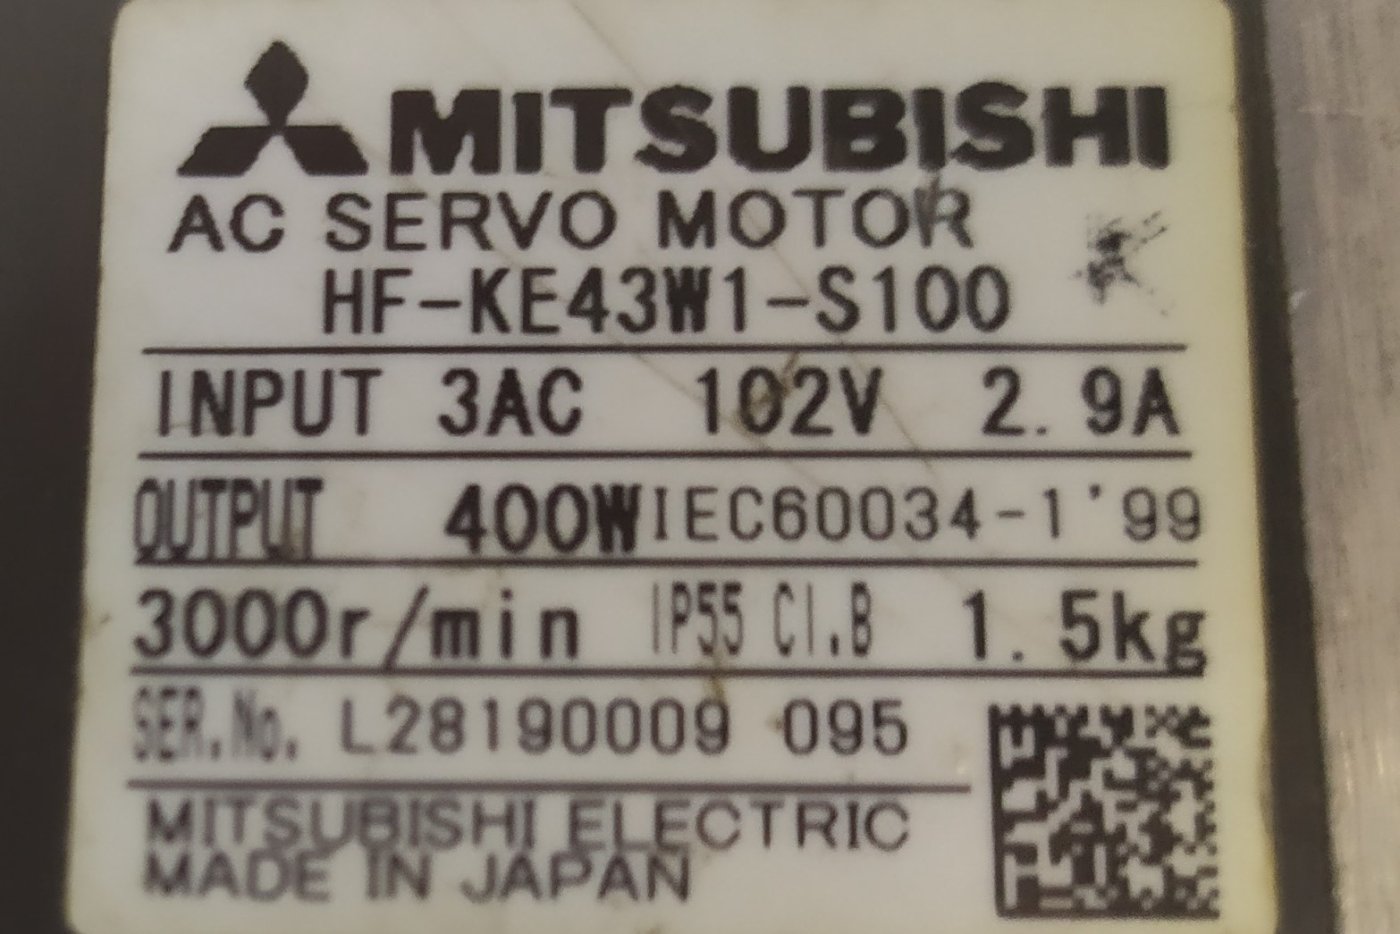 MITSUBISHI
AC SERVO MOTOR
HF-KE43W1-S100
INPUT 3AC 102V 2.9A
OUTPUT 400W IEC60034-1'99
3000r/min IP55 CI.B 1.5kg
SER.No. L28190009 095
MITSUBISHI ELECTRIC
MADE IN JAPAN